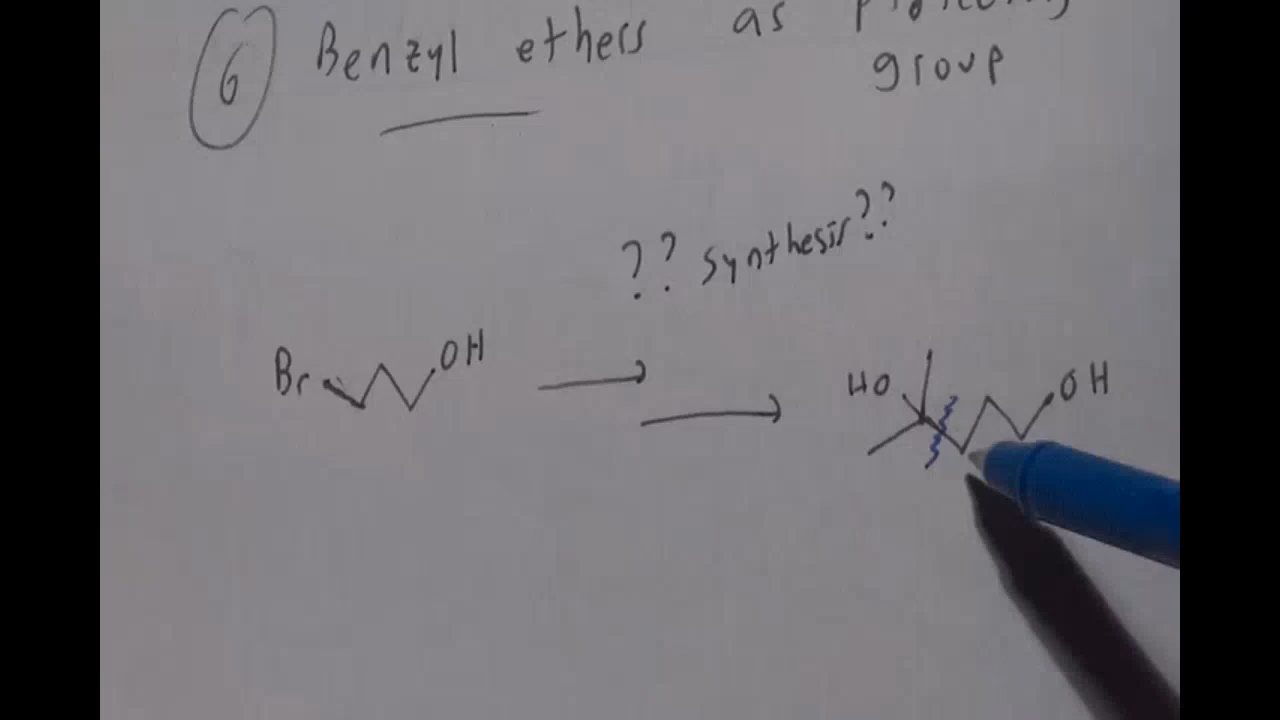 6 Benzyl ethers as
group
?? synthesis??
Br OH
HO OH